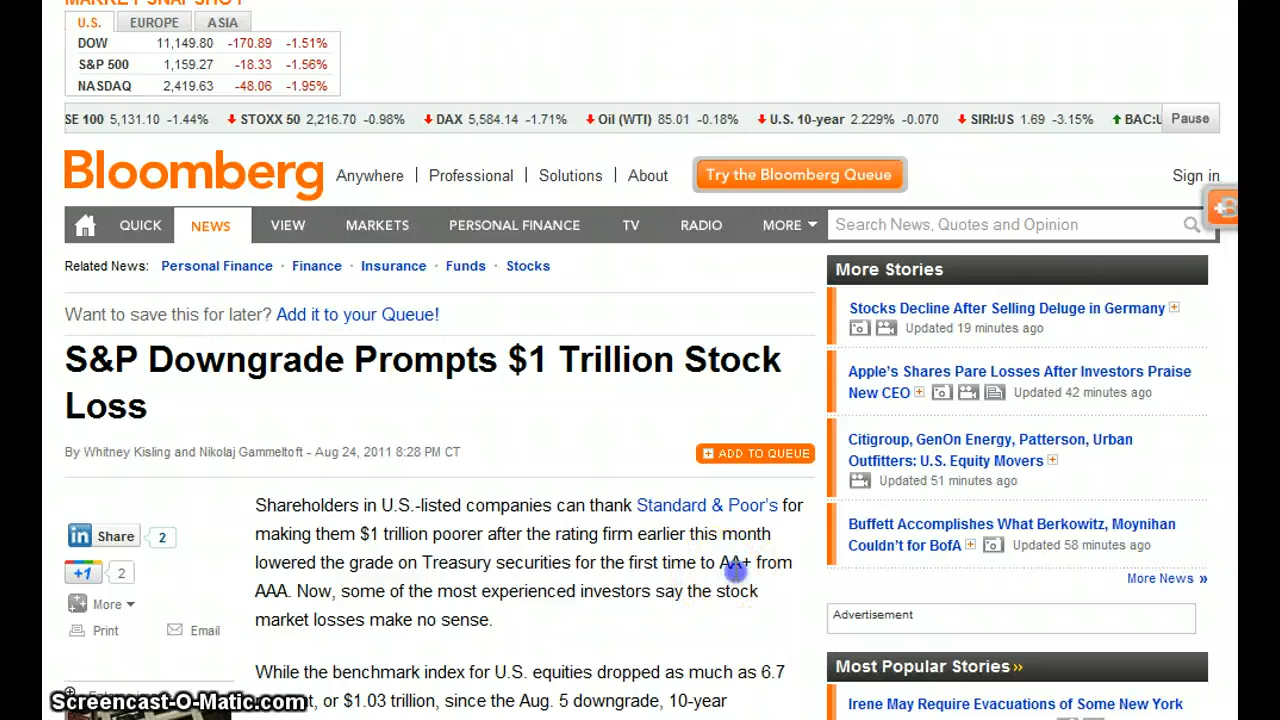 MARKET SNAPSHOT
U.S. EUROPE ASIA
DOW 11,149.80 -170.89 -1.51%
S&P 500 1,159.27 -18.33 -1.56%
NASDAQ 2,419.63 -48.06 -1.95%
SE 100 5,131.10 -1.44% STOXX 50 2,216.70 -0.98% DAX 5,584.14 -1.71% Oil (WTI) 85.01 -0.18% U.S. 10-year 2.229% -0.070 SIRI:US 1.69 -3.15% BAC:U Pause
Bloomberg Anywhere | Professional | Solutions | About Try the Bloomberg Queue Sign in
QUICK NEWS VIEW MARKETS PERSONAL FINANCE TV RADIO MORE Search News, Quotes and Opinion
Related News: Personal Finance · Finance · Insurance · Funds · Stocks
Want to save this for later? Add it to your Queue!
S&P Downgrade Prompts $1 Trillion Stock
Loss
By Whitney Kisling and Nikolaj Gammeltoft - Aug 24, 2011 8:28 PM CT
ADD TO QUEUE
in Share 2
+1 2
More
Print Email
Shareholders in U.S.-listed companies can thank Standard & Poor's for
making them $1 trillion poorer after the rating firm earlier this month
lowered the grade on Treasury securities for the first time to AA+ from
AAA. Now, some of the most experienced investors say the stock
market losses make no sense.
While the benchmark index for U.S. equities dropped as much as 6.7
t, or $1.03 trillion, since the Aug. 5 downgrade, 10-year
More Stories
Stocks Decline After Selling Deluge in Germany
Updated 19 minutes ago
Apple's Shares Pare Losses After Investors Praise
New CEO Updated 42 minutes ago
Citigroup, GenOn Energy, Patterson, Urban
Outfitters: U.S. Equity Movers
Updated 51 minutes ago
Buffett Accomplishes What Berkowitz, Moynihan
Couldn't for BofA Updated 58 minutes ago
More News »
Advertisement
Most Popular Stories »
Irene May Require Evacuations of Some New York
Screencast-O-Matic.com